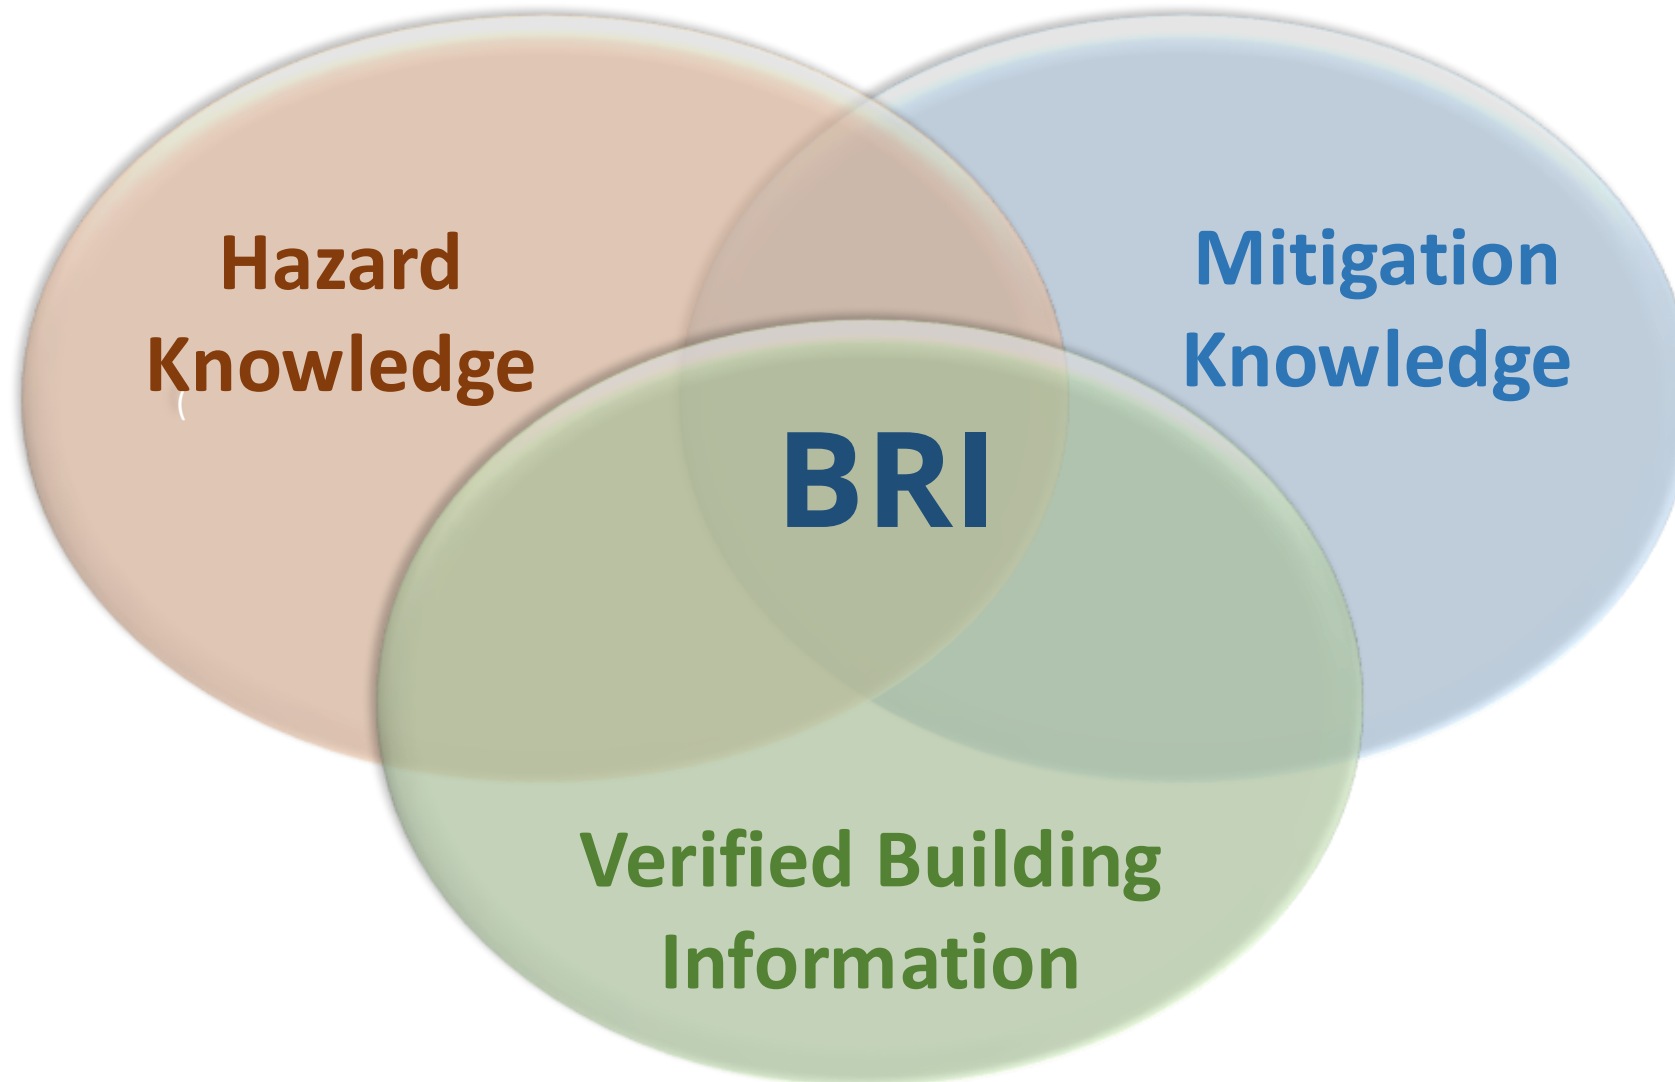 Hazard
Knowledge
(
Mitigation
Knowledge
BRI
Verified Building
Information